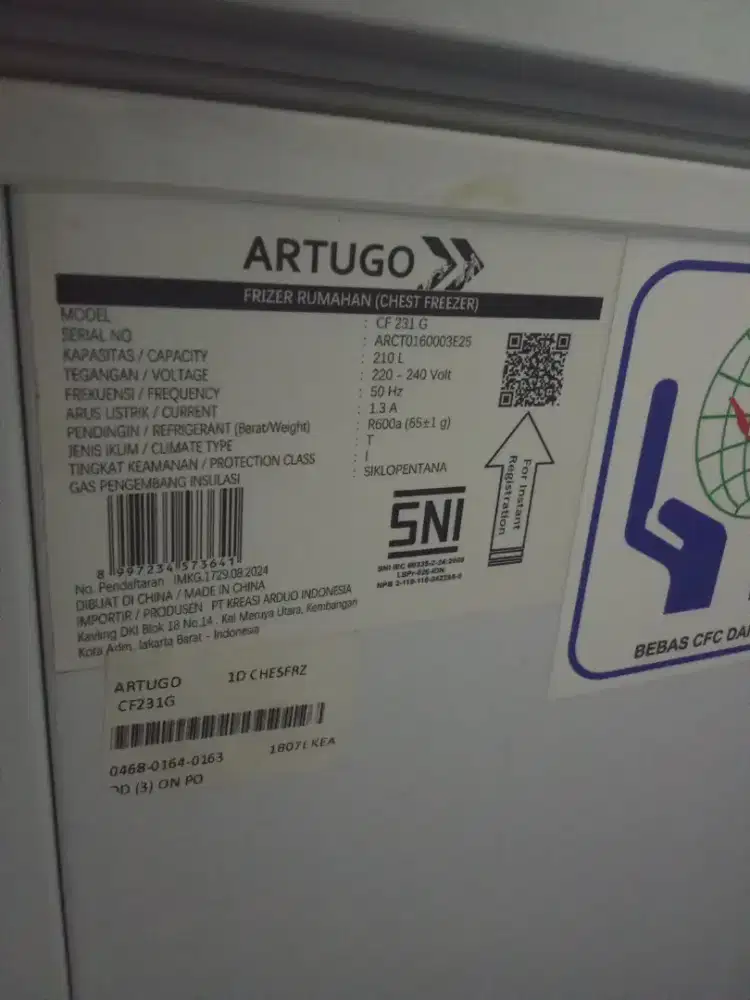 ARTUGO
FRIZER RUMAHAN (CHEST FREEZER)
MODEL : CF 231 G
SERIAL NO : ARCT0160003E25
KAPASITAS / CAPACITY : 210 L
TEGANGAN / VOLTAGE : 220 - 240 Volt
FREKUENSI / FREQUENCY : 50 Hz
ARUS LISTRIK / CURRENT : 1.3 A
PENDINGIN / REFRIGERANT (Berat/Weight) : R600a (65±1 g)
JENIS IKLIM / CLIMATE TYPE : T
TINGKAT KEAMANAN / PROTECTION CLASS : I
GAS PENGEMBANG INSULASI : SIKLOPENTANA
For Instant
Registration
SNI
8 997234 573641
No. Pendaftaran IMKG.1729.08.2024
DIBUAT DI CHINA / MADE IN CHINA
IMPORTIR / PRODUSEN PT KREASI ARDUO INDONESIA
Kavling DKI Blok 18 No.14. Kel Meruya Utara, Kembangan
Kota Adm. Jakarta Barat - Indonesia
BEBAS CFC DA
ARTUGO 1D CHESFRZ
CF231G
0468-0164-0163
(3) ON PO